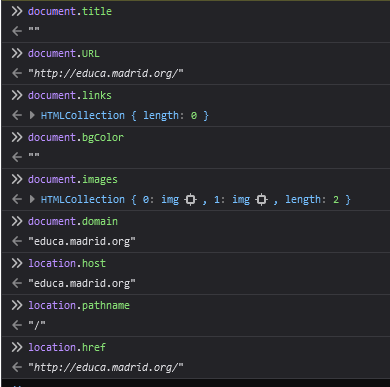 document.title
""
document.URL
"http://educa.madrid.org/"
document.links
HTMLCollection { length: 0 }
document.bgColor
""
document.images
HTMLCollection { 0: img , 1: img , length: 2 }
document.domain
"educa.madrid.org"
location.host
"educa.madrid.org"
location.pathname
"/"
location.href
"http://educa.madrid.org/"